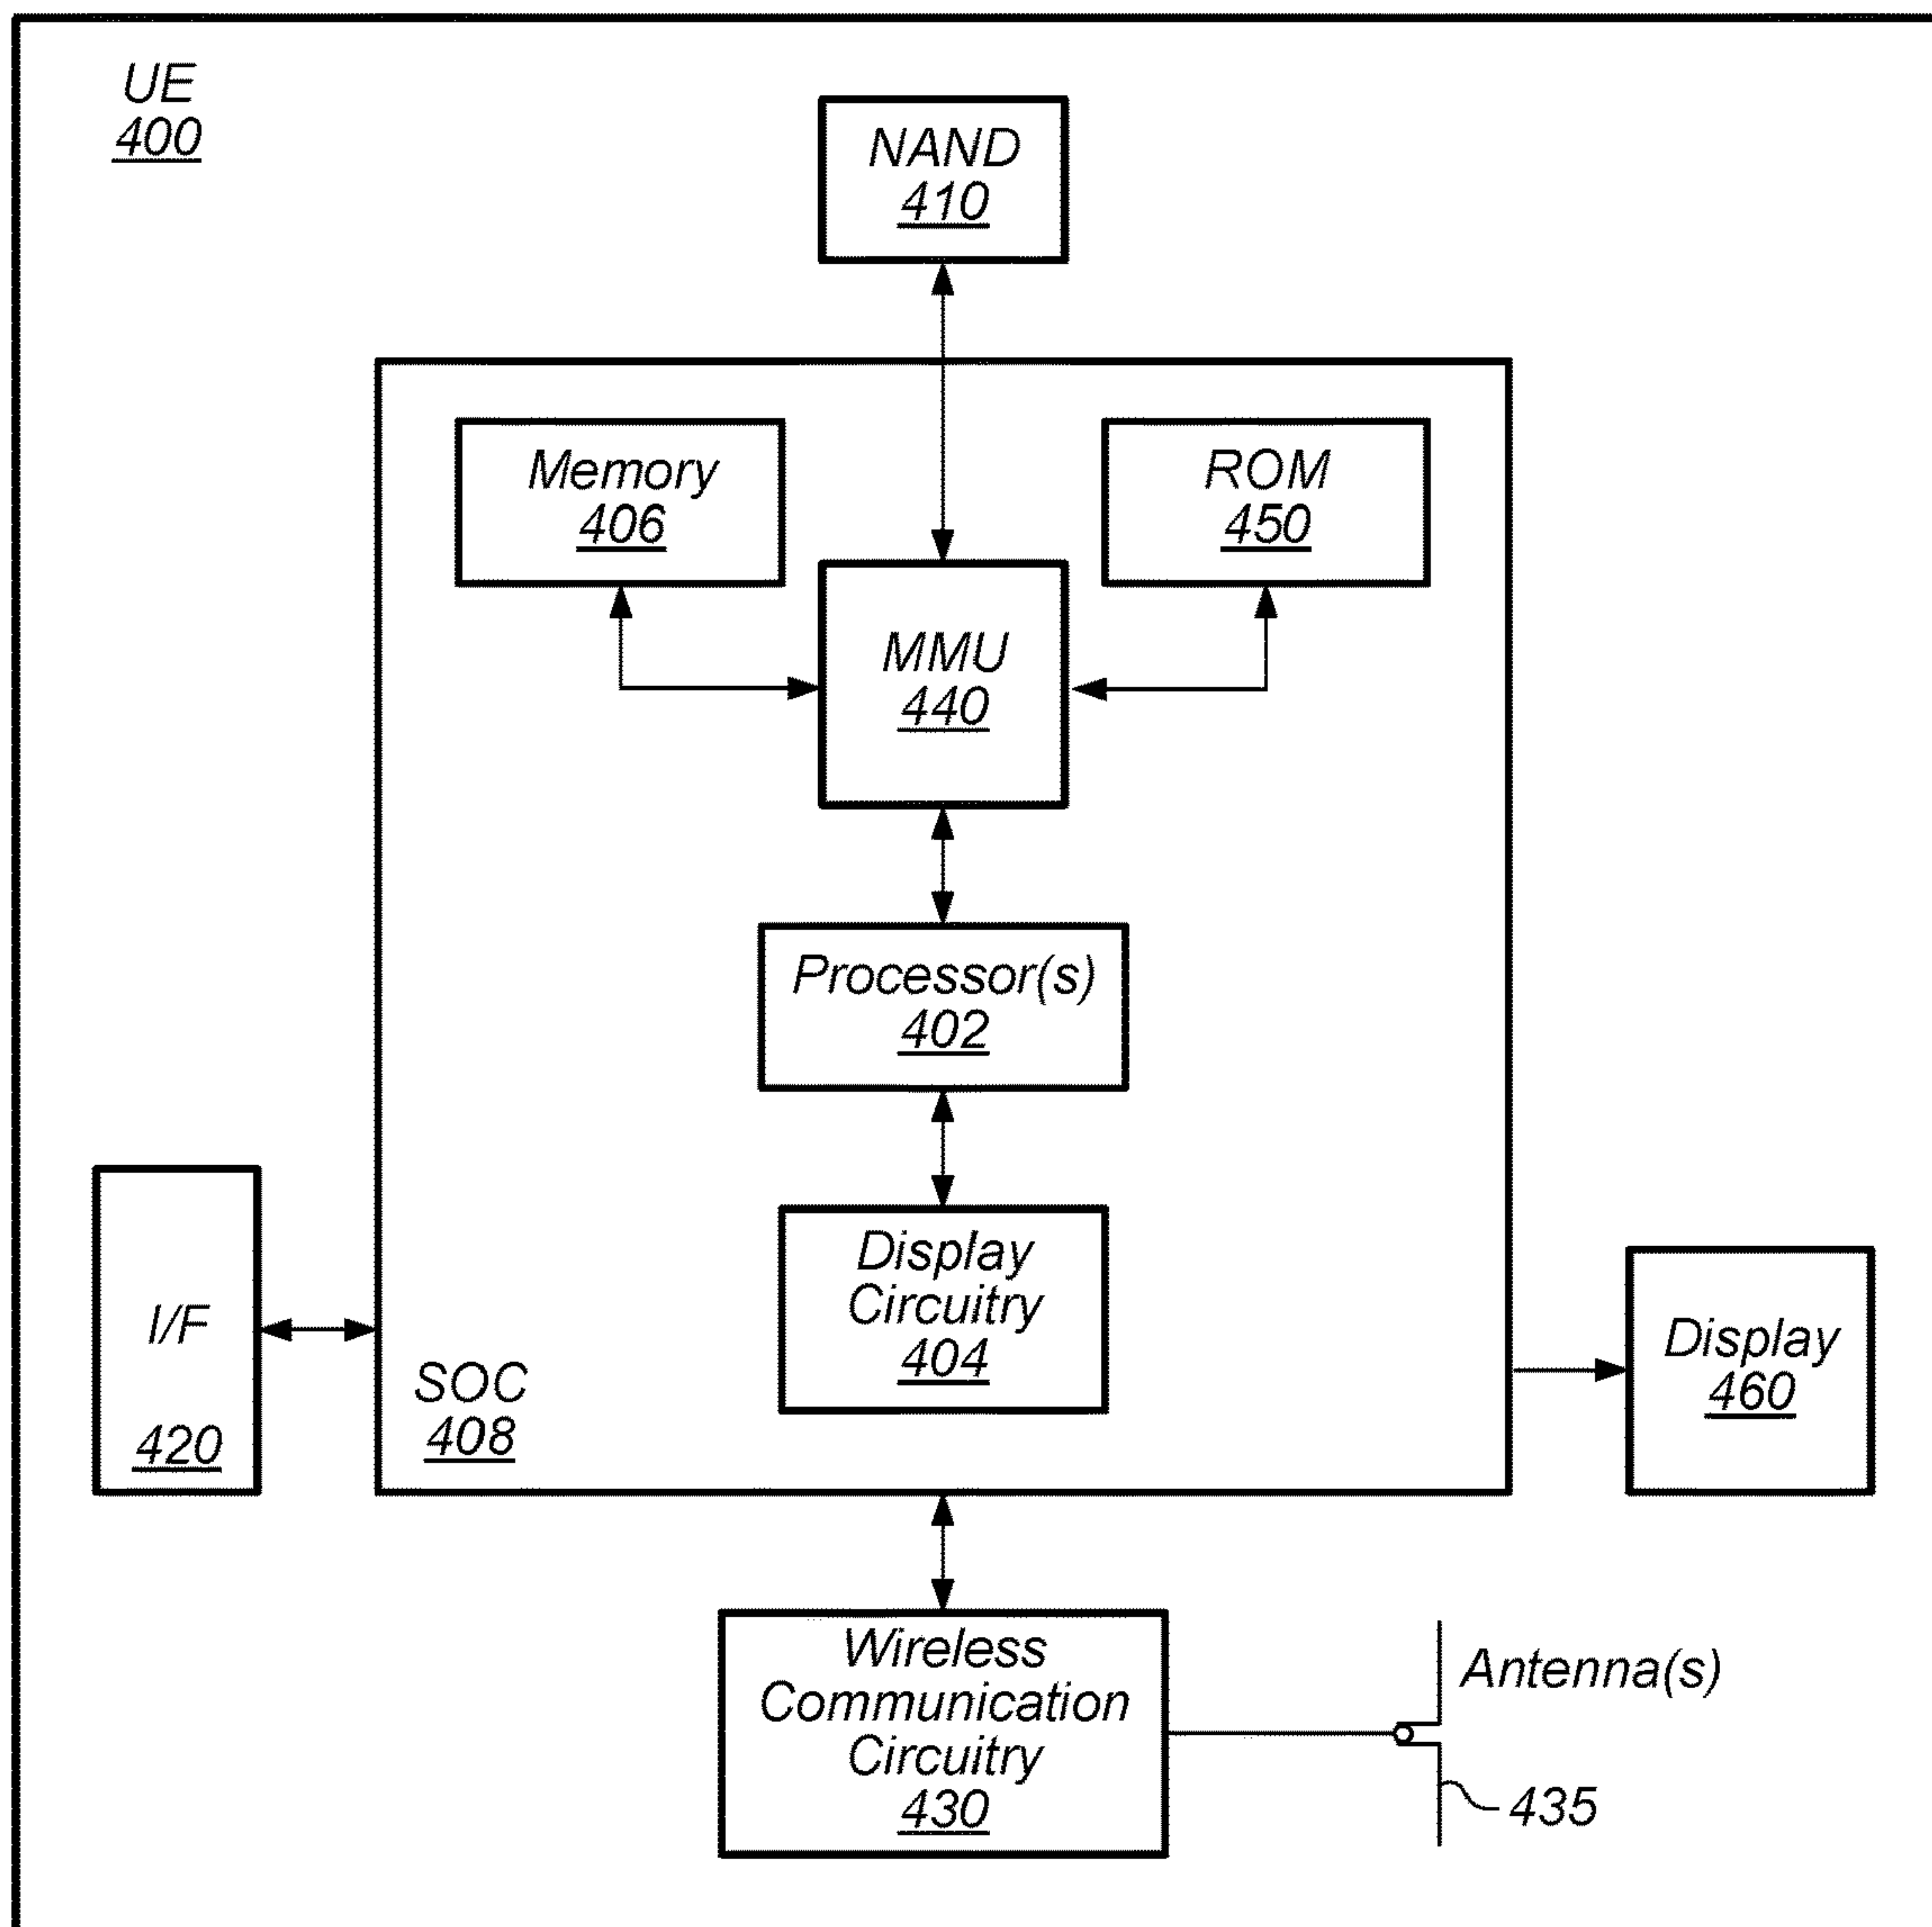 UE
400
NAND
410
Memory
406
ROM
450
MMU
440
Processor(s)
402
Display
Circuitry
404
I/F
420
SOC
408
Display
460
Wireless
Communication
Circuitry
430
Antenna(s)
435